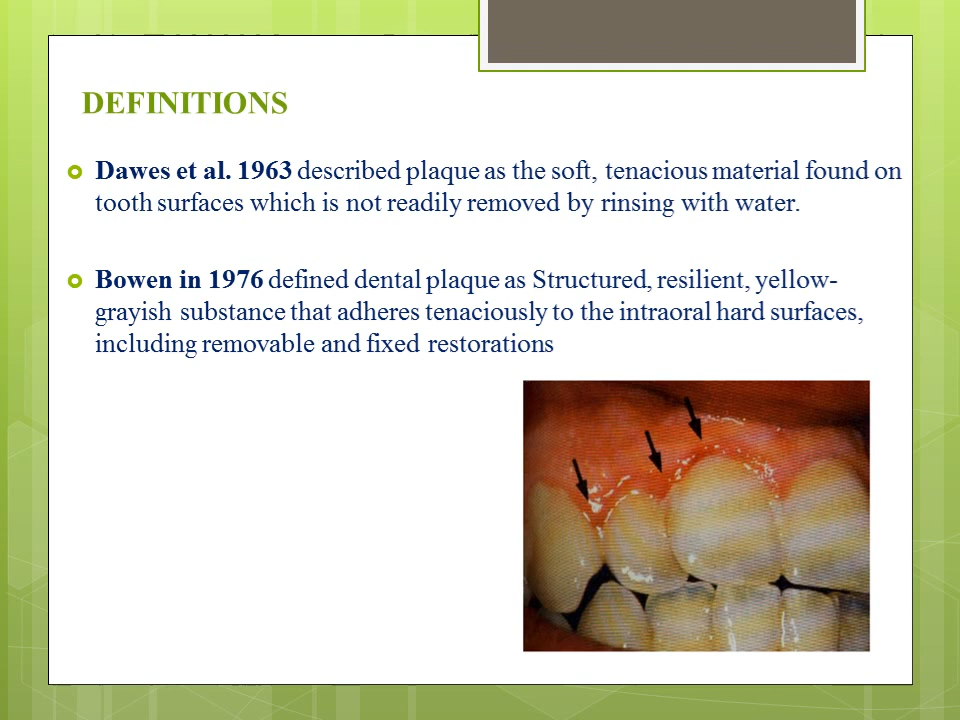 DEFINITIONS
Dawes et al. 1963 described plaque as the soft, tenacious material found on
tooth surfaces which is not readily removed by rinsing with water.
Bowen in 1976 defined dental plaque as Structured, resilient, yellow-
grayish substance that adheres tenaciously to the intraoral hard surfaces,
including removable and fixed restorations